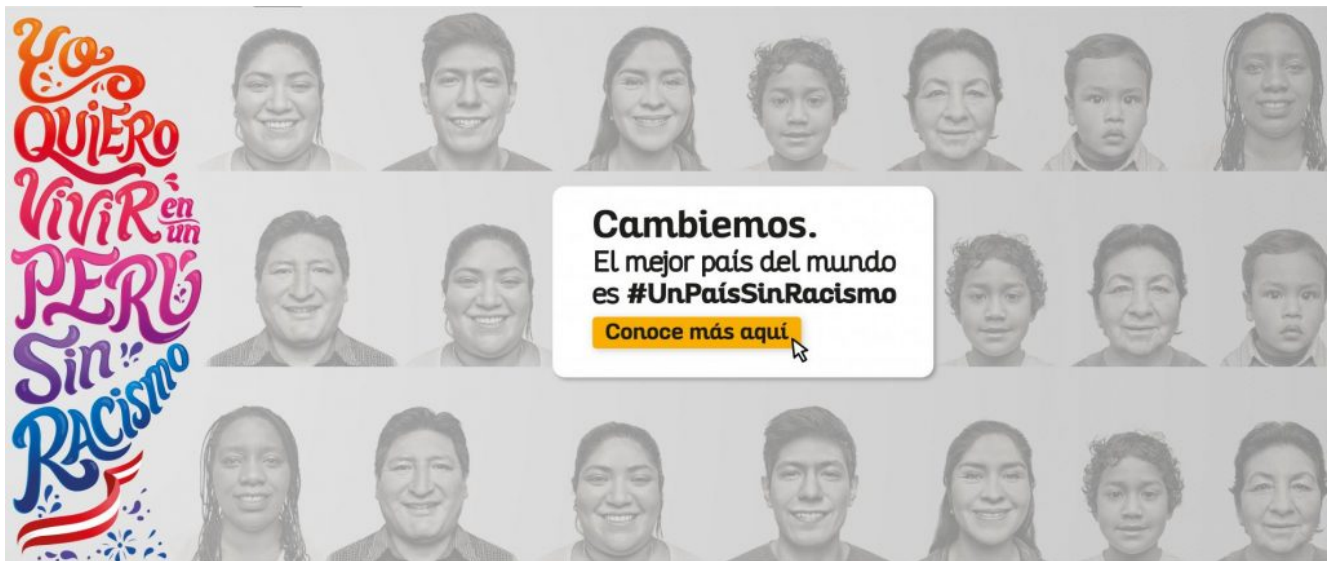 Yo
QUiERO
ViViR en
un
PERÚ
Sin
RACiSMO
Cambiemos.
El mejor país del mundo
es #UnPaísSinRacismo
Conoce más aquí